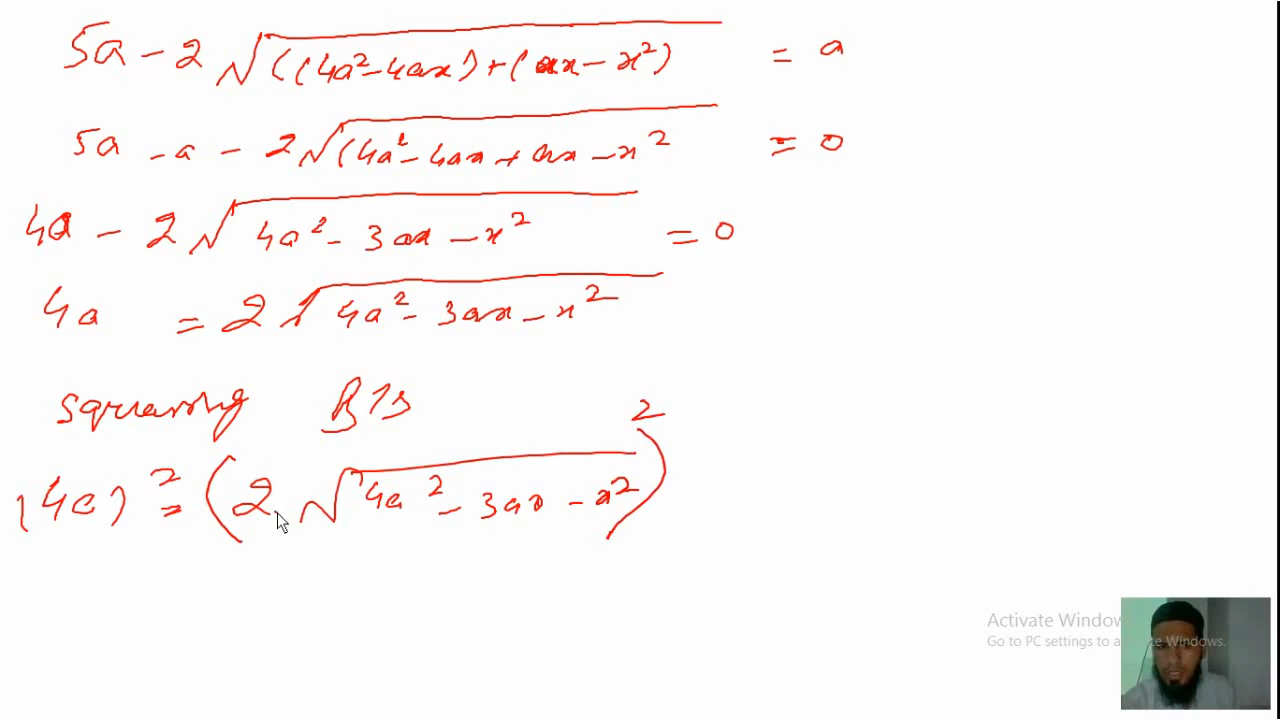 5a - 2 √((4a² - 4ax) + (ax - x²) = a
5a - a - 2√(4a² - 4ax + ax - x² = 0
4a - 2 √4a² - 3ax - x² = 0
4a = 2 √4a² - 3ax - x²
squaring B/S
(4a)² = (2 √4a² - 3ax - x²)²
Activate Window
Go to PC settings to a te Windows.